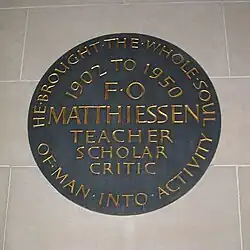 HE·BROUGHT·THE·WHOLE·SOUL
1902 TO 1950
F·O
MATTHIESSEN
TEACHER
SCHOLAR
CRITIC
OF·MAN·INTO·ACTIVITY